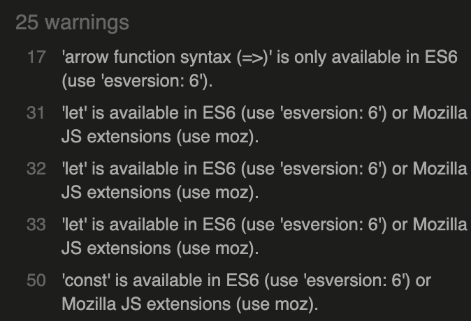 25 warnings
17 'arrow function syntax (=>)' is only available in ES6
(use 'esversion: 6').
31 'let' is available in ES6 (use 'esversion: 6') or Mozilla
JS extensions (use moz).
32 'let' is available in ES6 (use 'esversion: 6') or Mozilla
JS extensions (use moz).
33 'let' is available in ES6 (use 'esversion: 6') or Mozilla
JS extensions (use moz).
50 'const' is available in ES6 (use 'esversion: 6') or
Mozilla JS extensions (use moz).